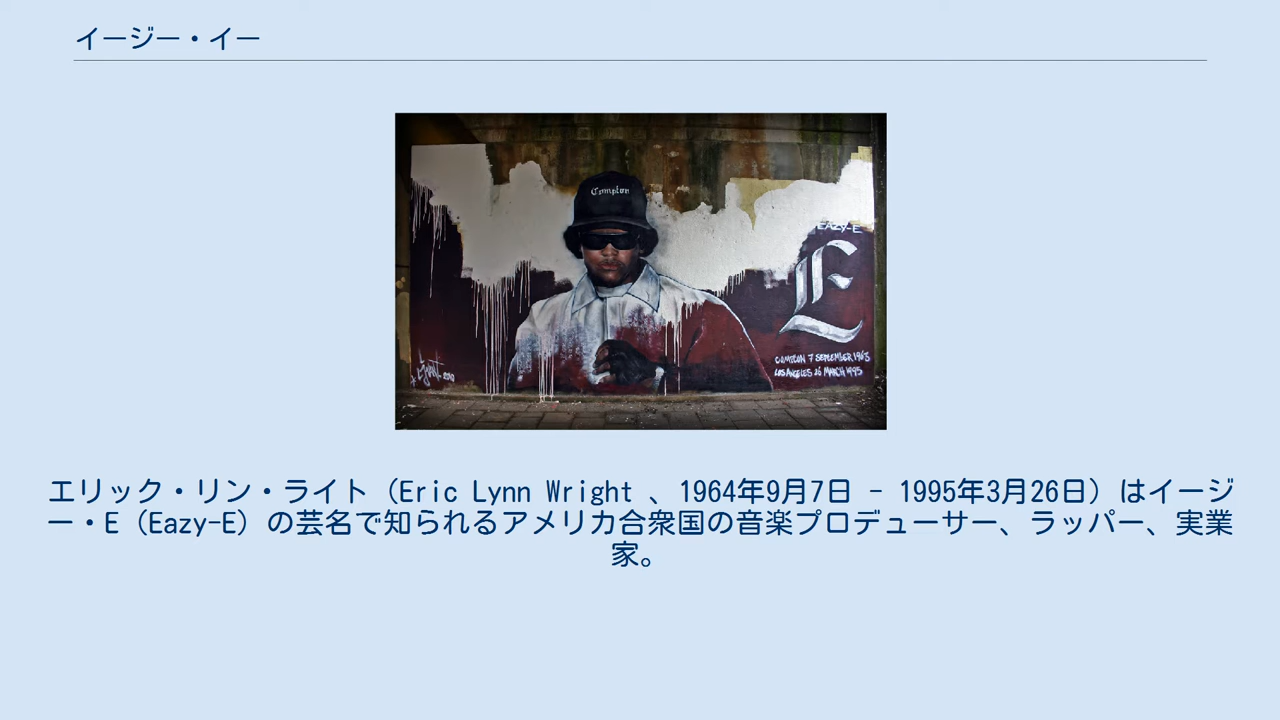 イージー・イー
Compton
EAZY-E
E
COMPTON 7 SEPTEMBER 1963
LOS ANGELES 26 MARCH 1995
2010
エリック・リン・ライト（Eric Lynn Wright 、1964年9月7日 - 1995年3月26日）はイージ
ー・E（Eazy-E）の芸名で知られるアメリカ合衆国の音楽プロデューサー、ラッパー、実業
家。